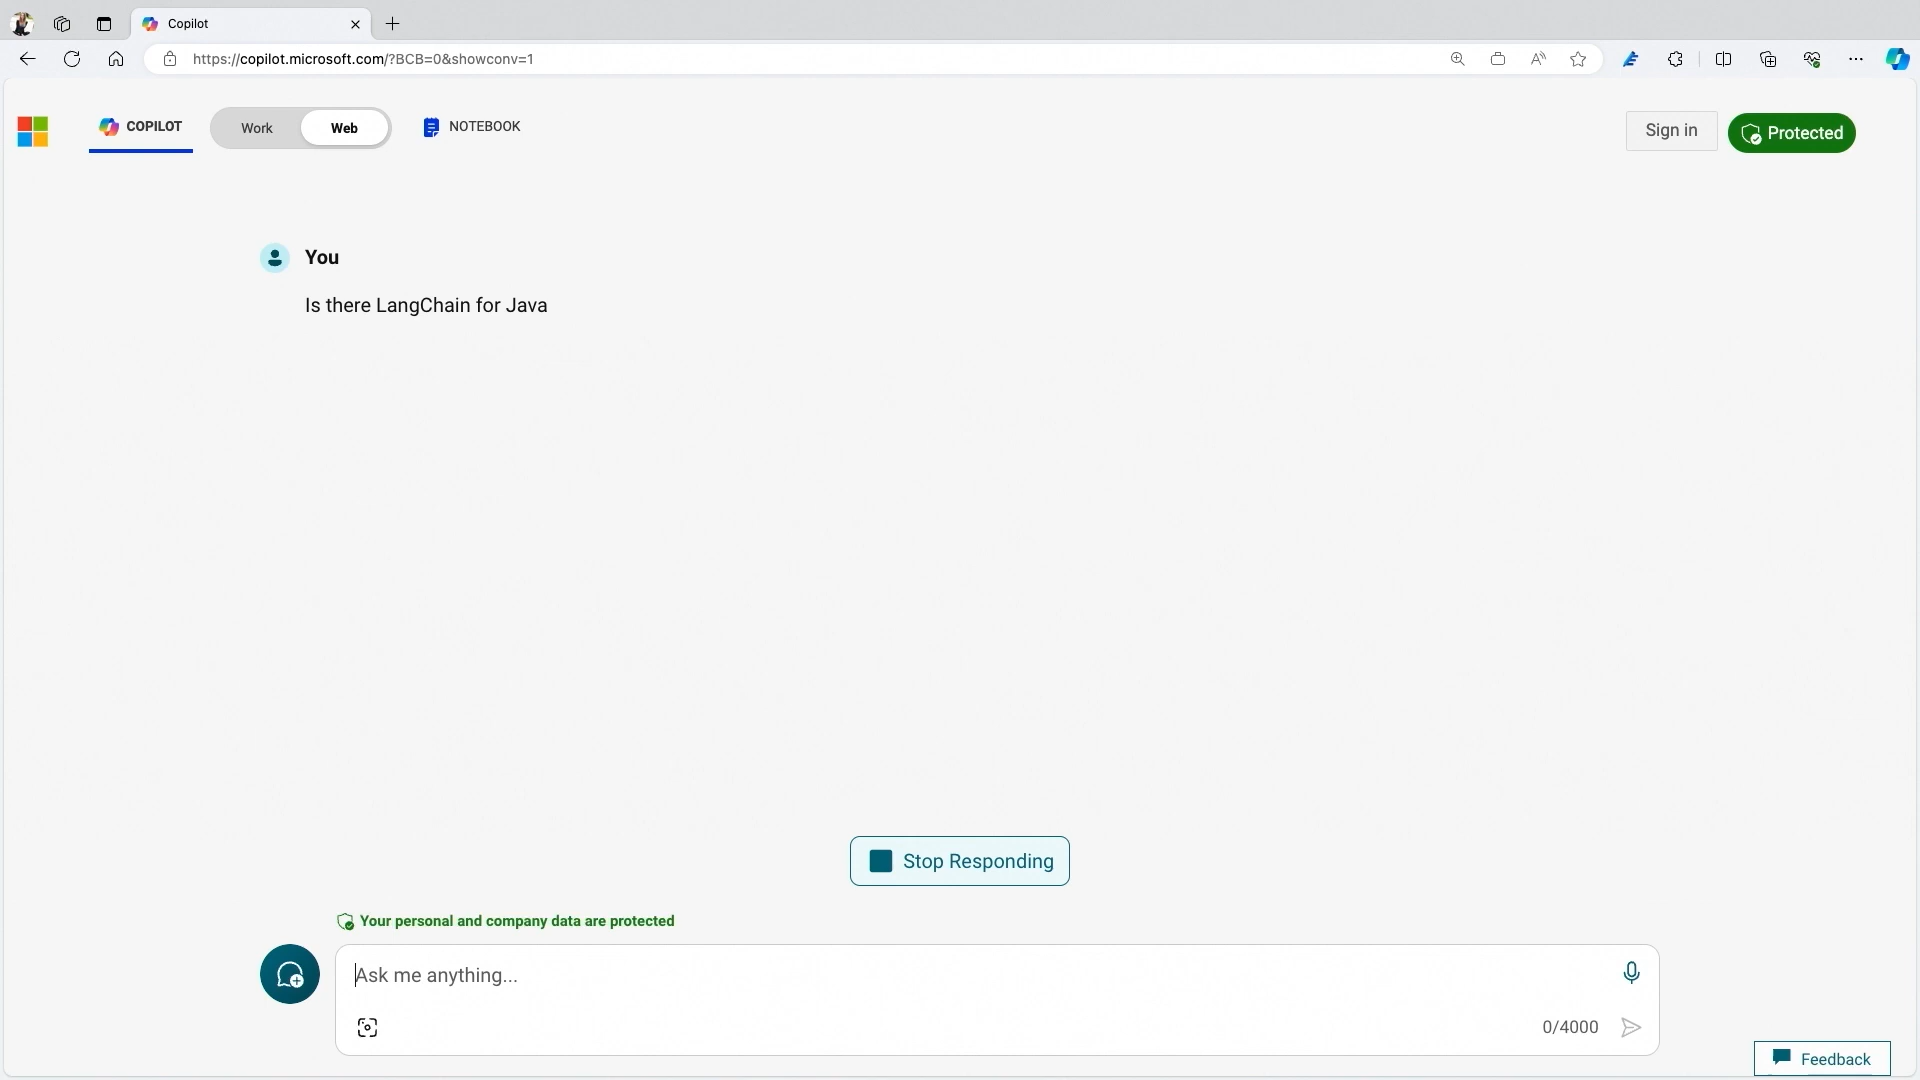 Copilot
https://copilot.microsoft.com/?BCB=0&showconv=1
COPILOT
Work
Web
NOTEBOOK
Sign in
Protected
You
Is there LangChain for Java
Stop Responding
Your personal and company data are protected
Ask me anything...
0/4000
Feedback